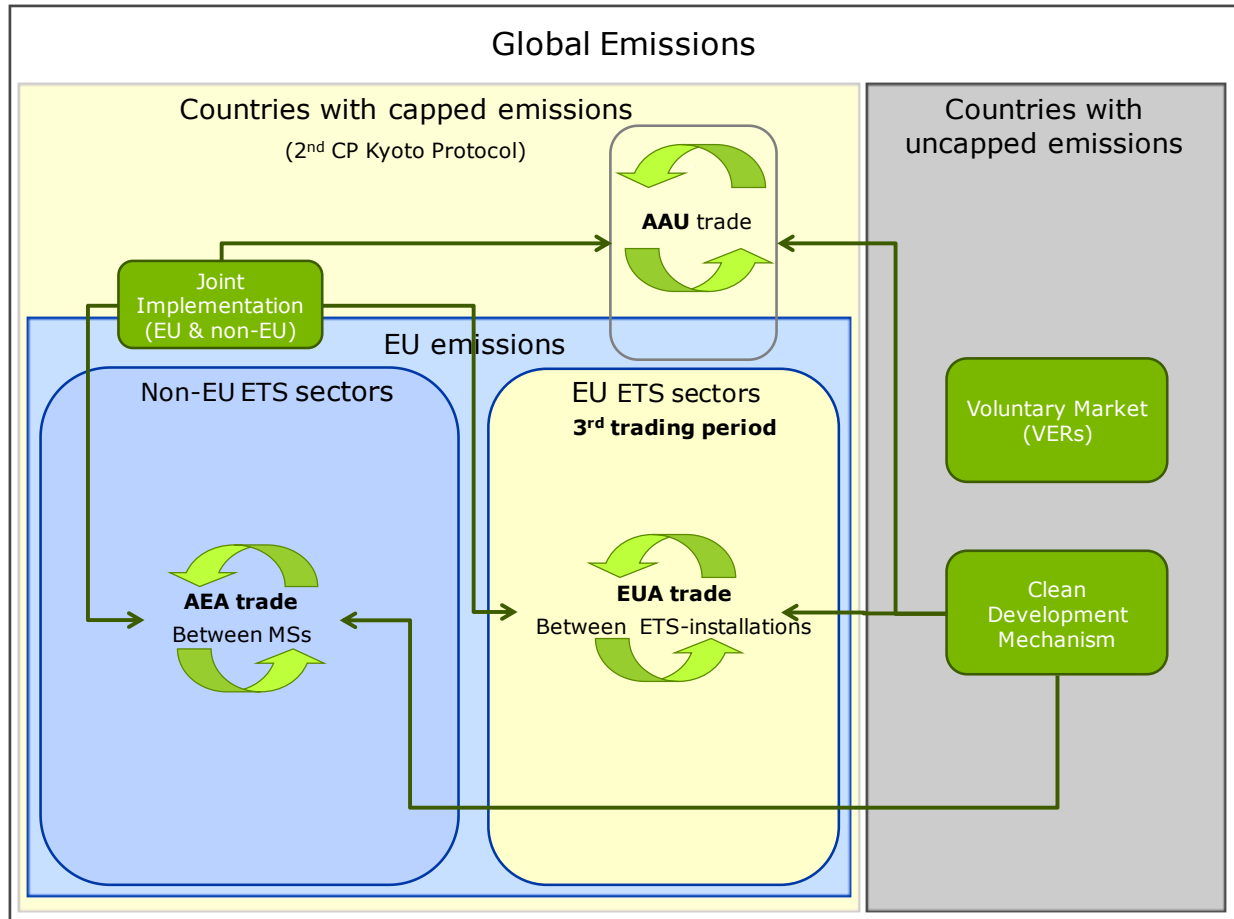 Global Emissions
Countries with capped emissions
(2nd CP Kyoto Protocol)
Countries with
uncapped emissions
AAU trade
Joint
Implementation
(EU & non-EU)
EU emissions
Non-EU ETS sectors
EU ETS sectors
3rd trading period
Voluntary Market
(VERs)
AEA trade
Between MSs
EUA trade
Between ETS-installations
Clean
Development
Mechanism